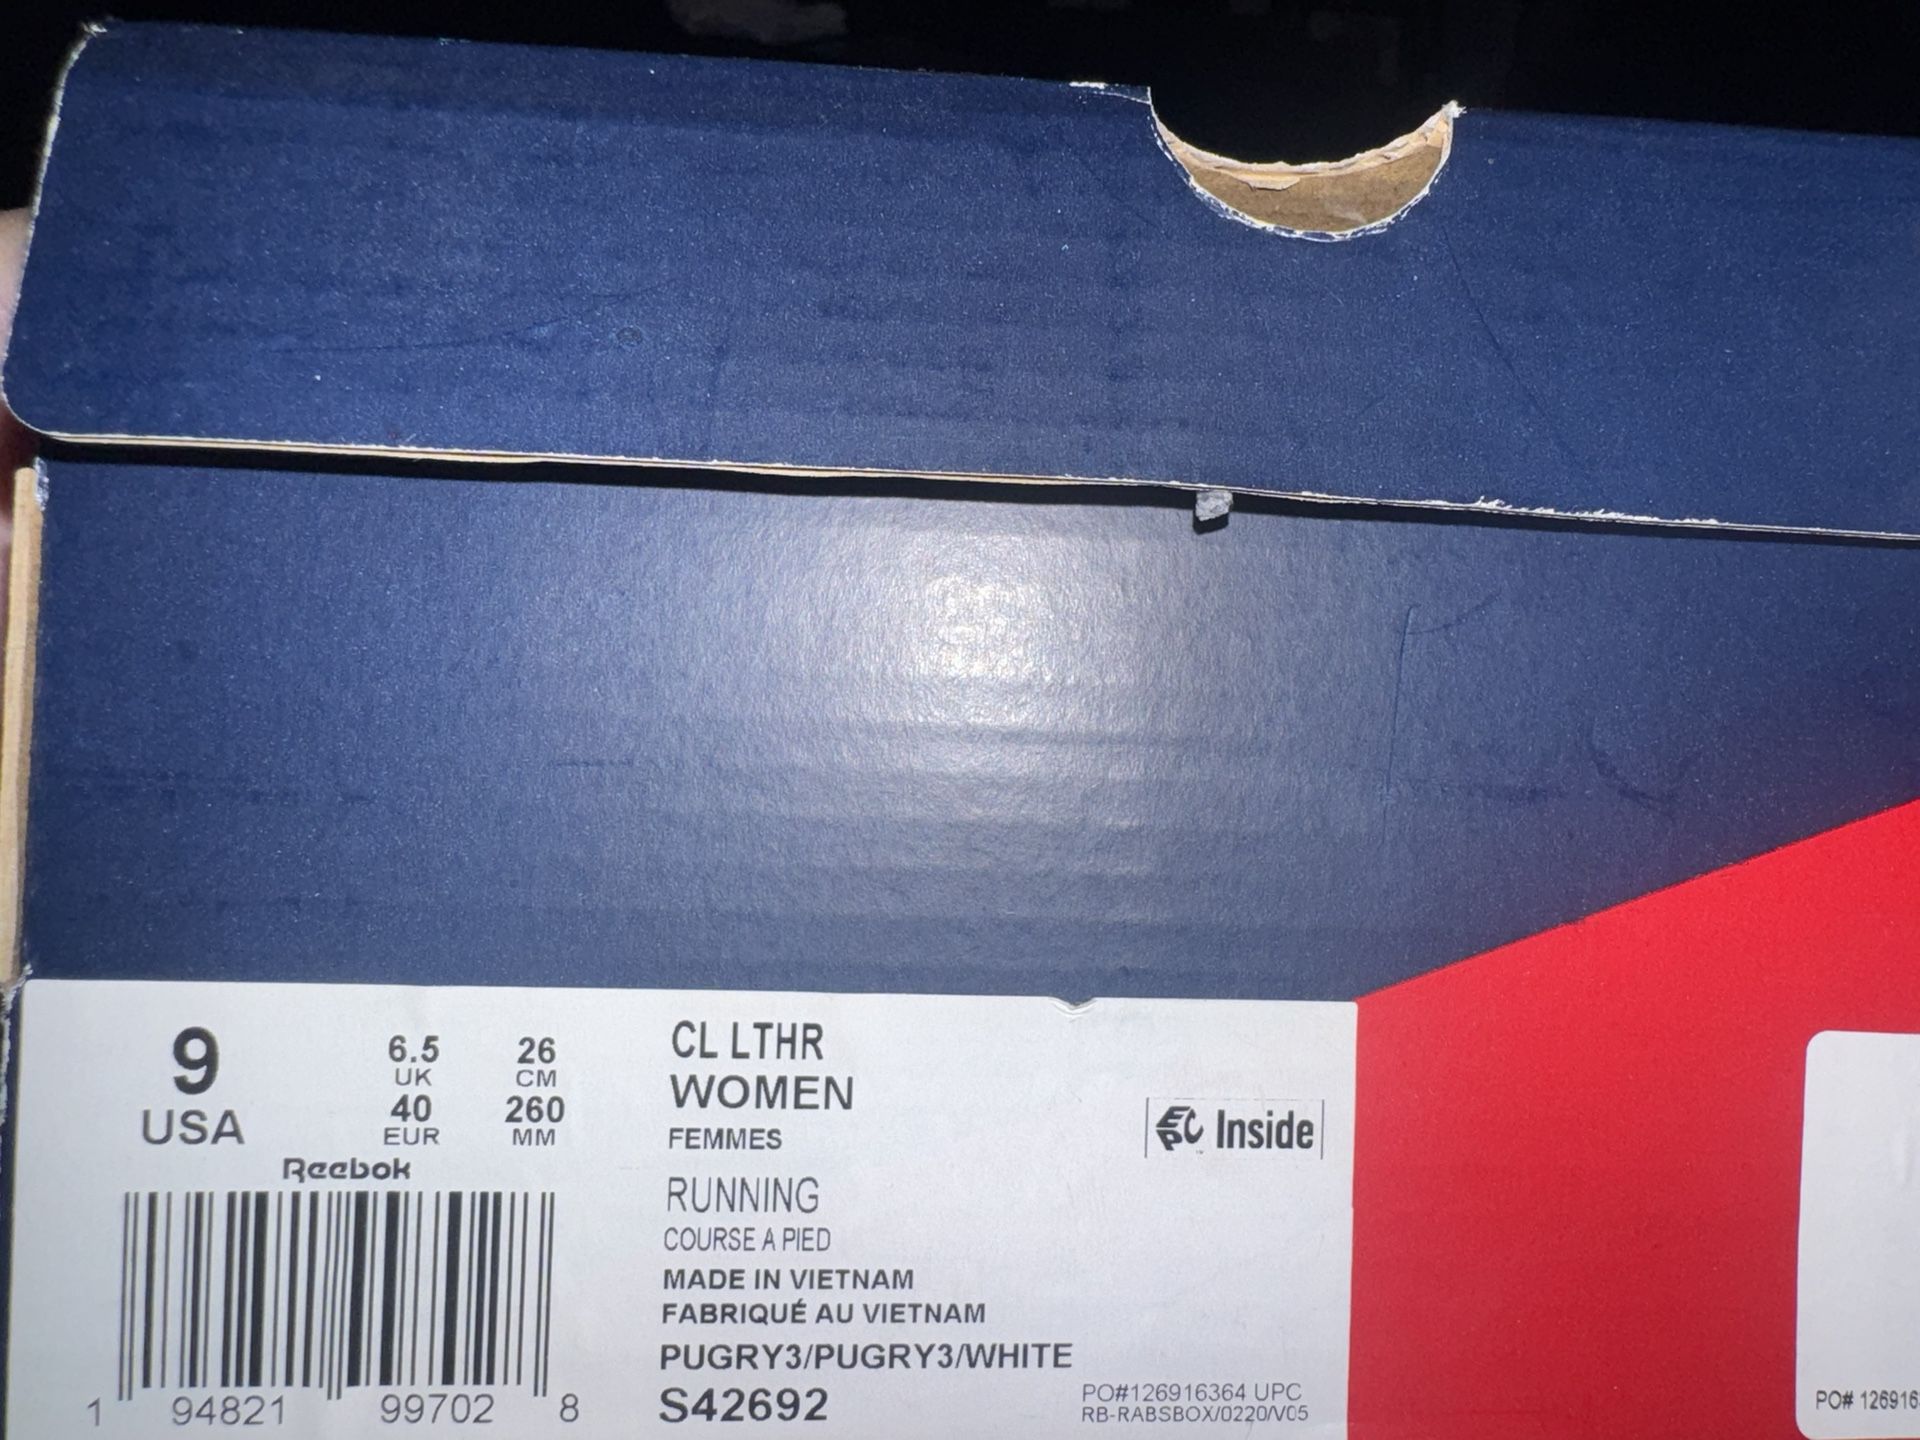 9
USA
6.5
UK
40
EUR
26
CM
260
MM
Reebok
1 94821 99702 8
CL LTHR
WOMEN
FEMMES
RUNNING
COURSE A PIED
MADE IN VIETNAM
FABRIQUÉ AU VIETNAM
PUGRY3/PUGRY3/WHITE
S42692
EPC Inside
PO#126916364 UPC
RB-RABSBOX/0220/V05
PO# 126916